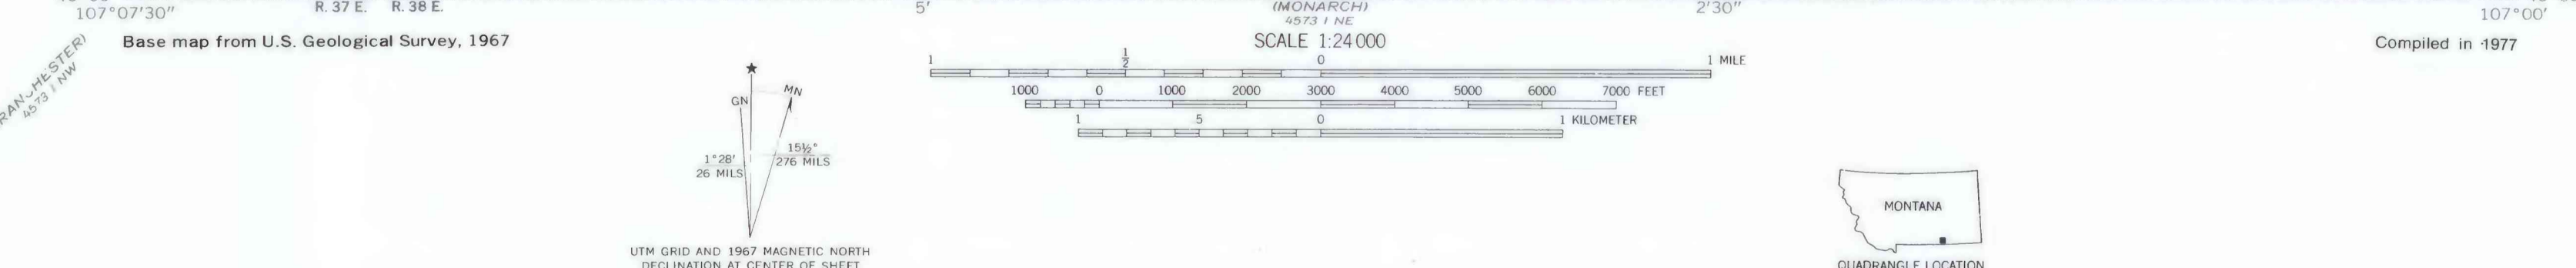 107°07'30" R. 37 E. R. 38 E. 5' (MONARCH) 2'30" 107°00'
4573 I NE
4573 I NW
Base map from U.S. Geological Survey, 1967
SCALE 1:24 000
Compiled in 1977
1 1/2 0 1 MILE
1000 0 1000 2000 3000 4000 5000 6000 7000 FEET
1 5 0 1 KILOMETER
★
GN MN
1°28' 15½°
26 MILS 276 MILS
UTM GRID AND 1967 MAGNETIC NORTH
DECLINATION AT CENTER OF SHEET
MONTANA
QUADRANGLE LOCATION